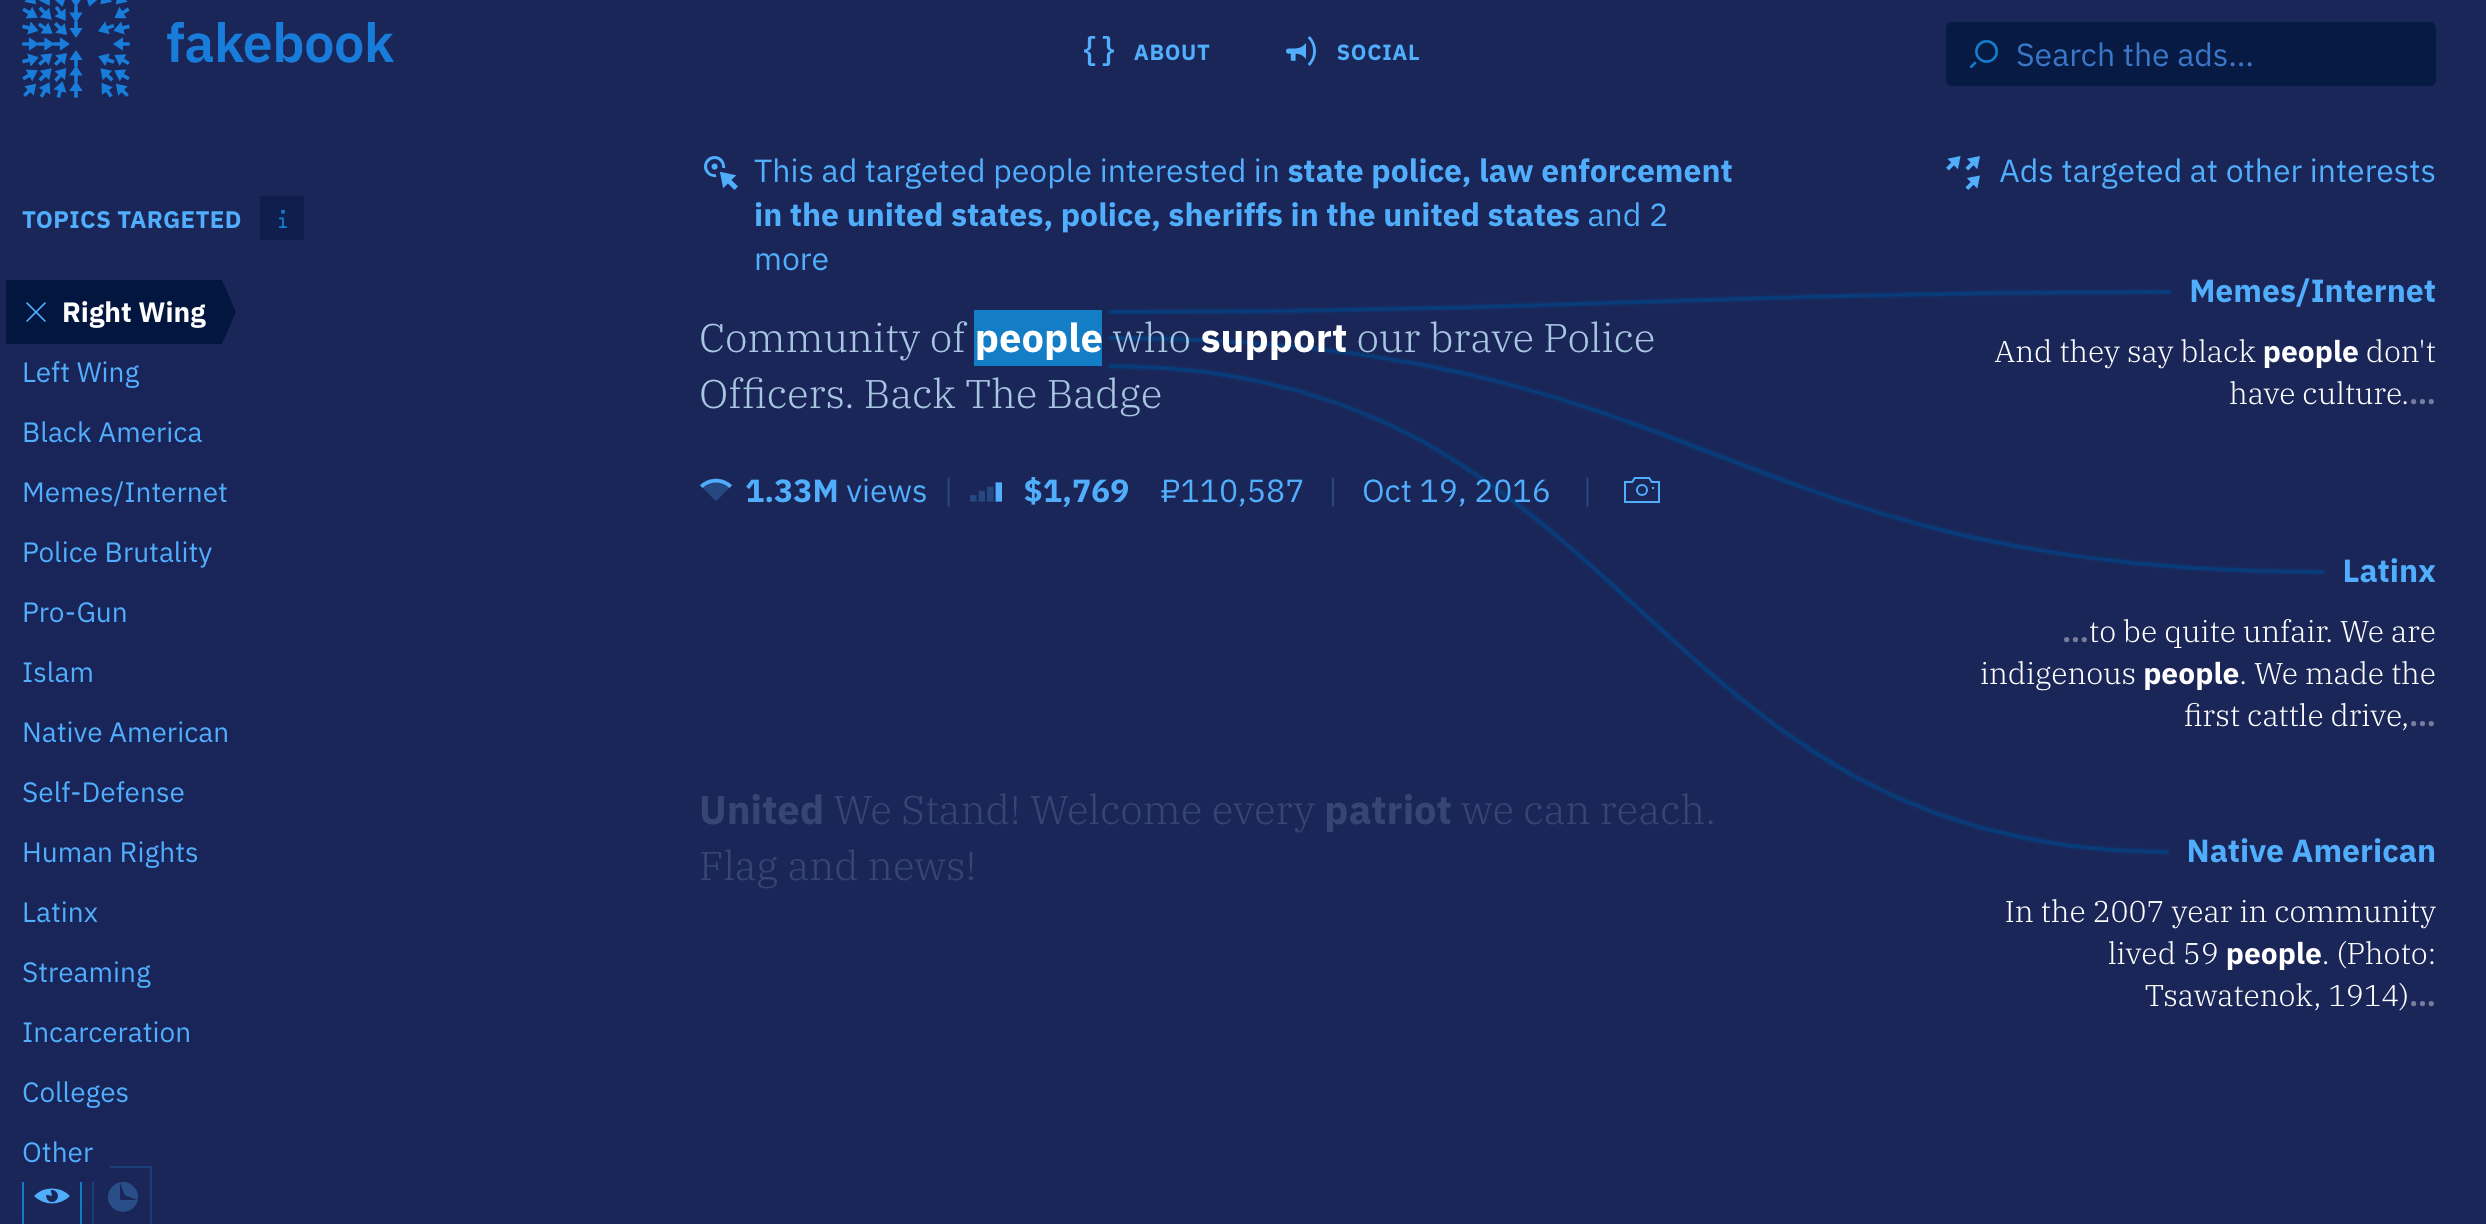 fakebook
{ } ABOUT
SOCIAL
Search the ads...
TOPICS TARGETED i
Right Wing
Left Wing
Black America
Memes/Internet
Police Brutality
Pro-Gun
Islam
Native American
Self-Defense
Human Rights
Latinx
Streaming
Incarceration
Colleges
Other
This ad targeted people interested in state police, law enforcement
in the united states, police, sheriffs in the united states and 2
more
Community of people who support our brave Police
Officers. Back The Badge
1.33M views | $1,769 ₽110,587 | Oct 19, 2016 |
United We Stand! Welcome every patriot we can reach.
Flag and news!
Ads targeted at other interests
Memes/Internet
And they say black people don't
have culture....
Latinx
...to be quite unfair. We are
indigenous people. We made the
first cattle drive,...
Native American
In the 2007 year in community
lived 59 people. (Photo:
Tsawatenok, 1914)...